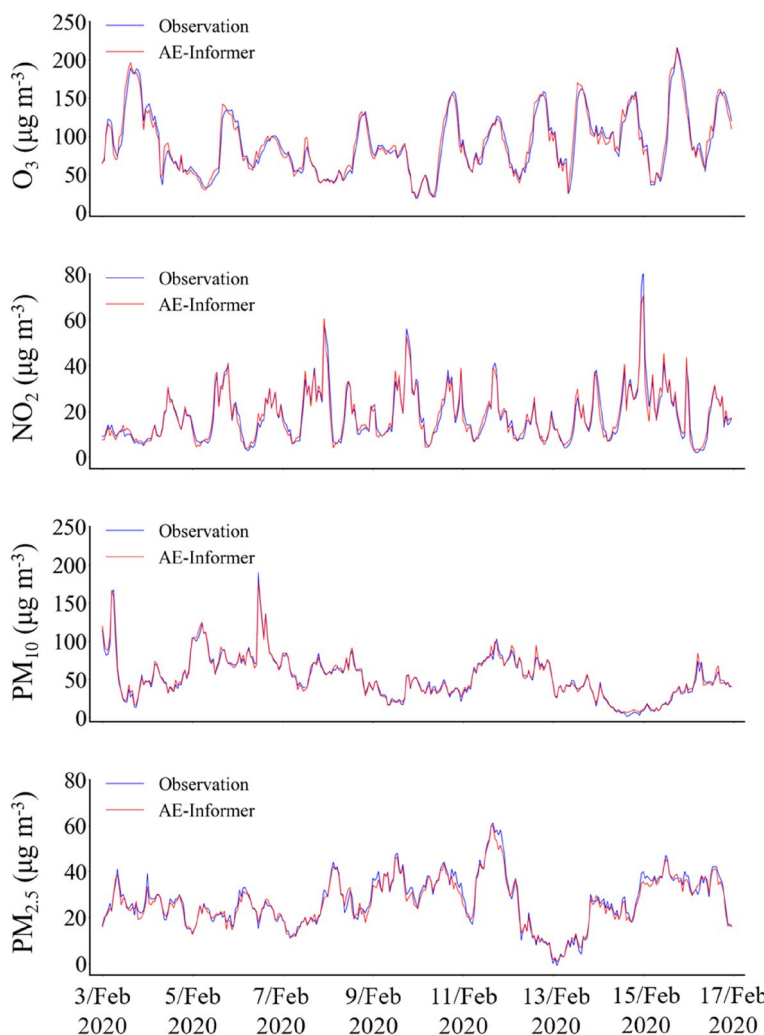 O₃ (μg m⁻³)
250
200
150
100
50
0
Observation
AE-Informer
NO₂ (μg m⁻³)
80
60
40
20
0
Observation
AE-Informer
PM₁₀ (μg m⁻³)
250
200
150
100
50
0
Observation
AE-Informer
PM₂.₅ (μg m⁻³)
80
60
40
20
0
Observation
AE-Informer
3/Feb 5/Feb 7/Feb 9/Feb 11/Feb 13/Feb 15/Feb 17/Feb
2020 2020 2020 2020 2020 2020 2020 2020